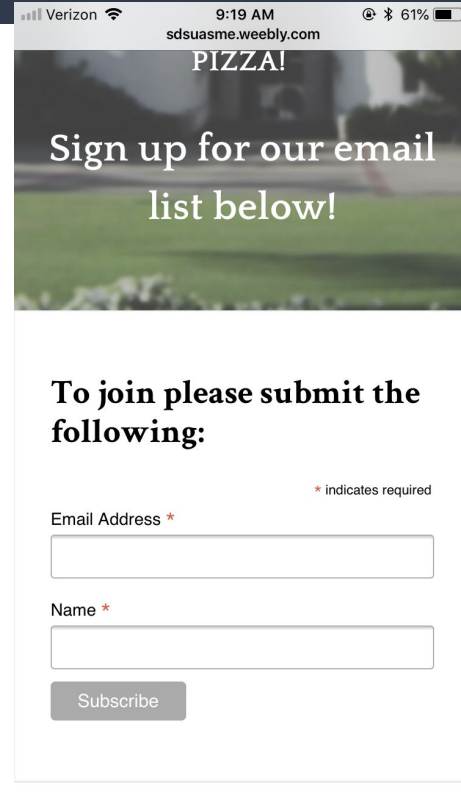 Verizon 9:19 AM 61%
sdsuasme.weebly.com
PIZZA!
Sign up for our email
list below!
To join please submit the
following:
* indicates required
Email Address *
Name *
Subscribe